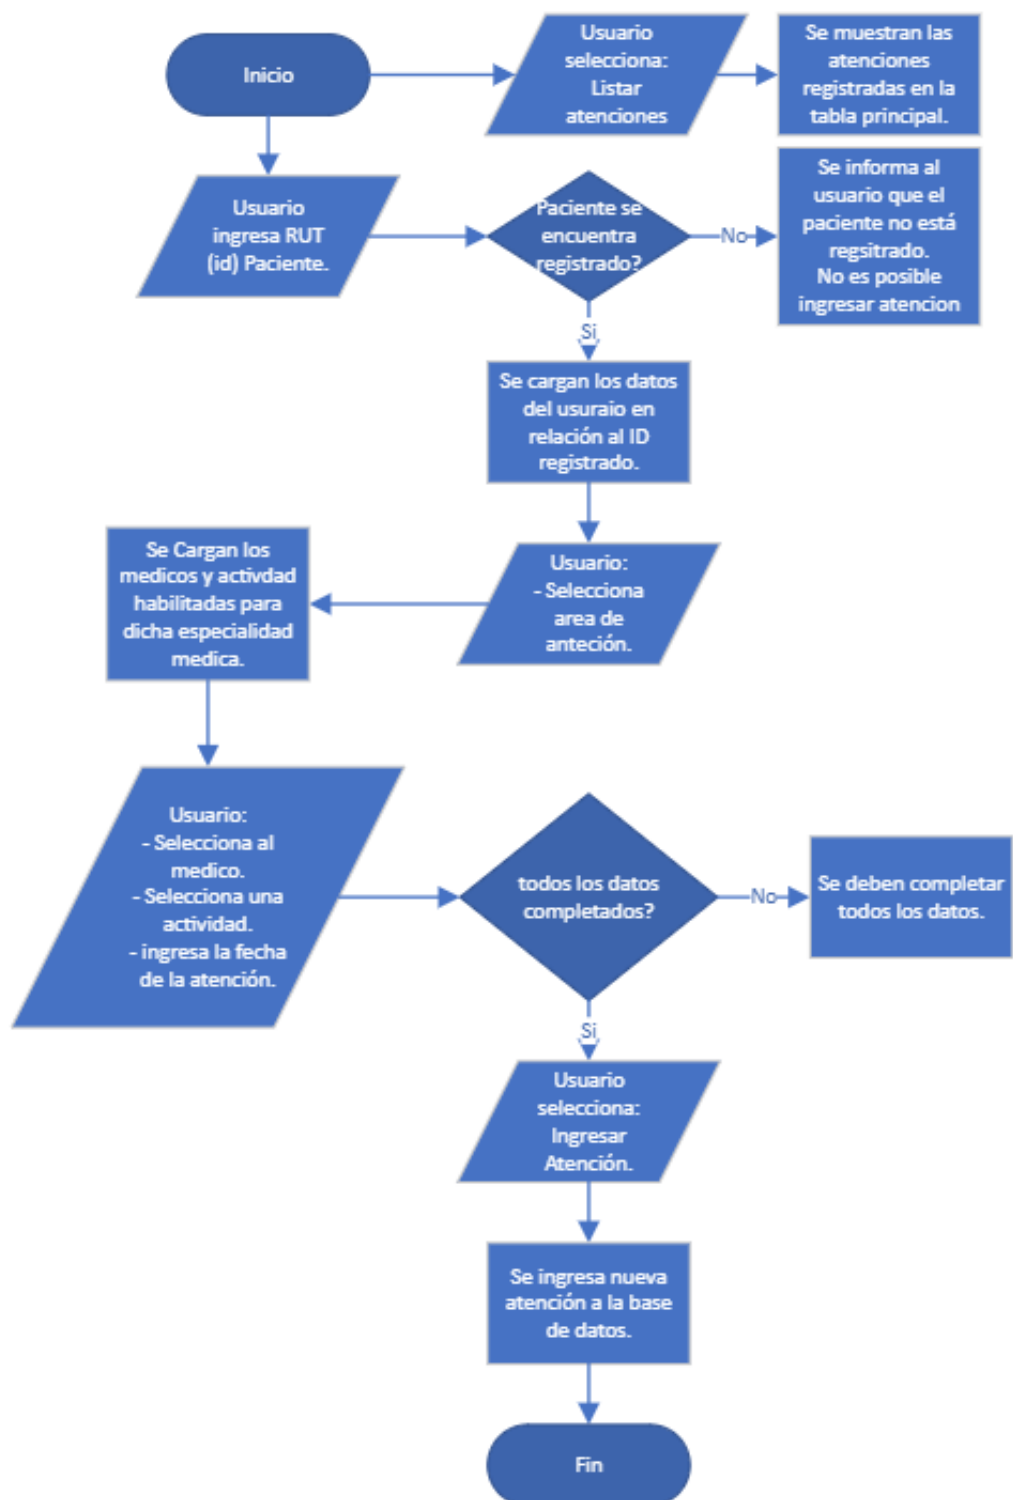 Inicio
Usuario
selecciona:
Listar
atenciones
Se muestran las
atenciones
registradas en la
tabla principal.
Usuario
ingresa RUT
(id) Paciente.
Paciente se
encuentra
registrado?
No
Se informa al
usuario que el
paciente no está
regsitrado.
No es posible
ingresar atencion
Si
Se cargan los datos
del usuraio en
relación al ID
registrado.
Usuario:
- Selecciona
area de
anteción.
Se Cargan los
medicos y activdad
habilitadas para
dicha especialidad
medica.
Usuario:
- Selecciona al
medico.
- Selecciona una
actividad.
- ingresa la fecha
de la atención.
todos los datos
completados?
No
Se deben completar
todos los datos.
Si
Usuario
selecciona:
Ingresar
Atención.
Se ingresa nueva
atención a la base
de datos.
Fin